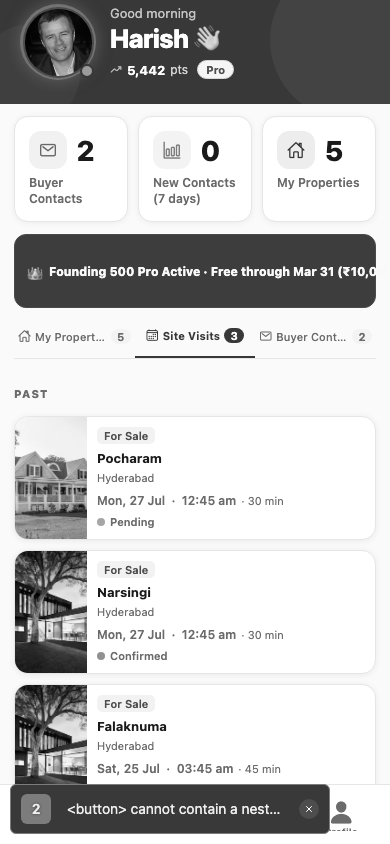 Good morning
Harish 👋
5,442 pts Pro
2
Buyer
Contacts
0
New Contacts
(7 days)
5
My Properties
Founding 500 Pro Active · Free through Mar 31 (₹10,0
My Propert... 5
Site Visits 3
Buyer Cont... 2
PAST
For Sale
Pocharam
Hyderabad
Mon, 27 Jul · 12:45 am · 30 min
Pending
For Sale
Narsingi
Hyderabad
Mon, 27 Jul · 12:45 am · 30 min
Confirmed
For Sale
Falaknuma
Hyderabad
Sat, 25 Jul · 03:45 am · 45 min
2 <button> cannot contain a nest...